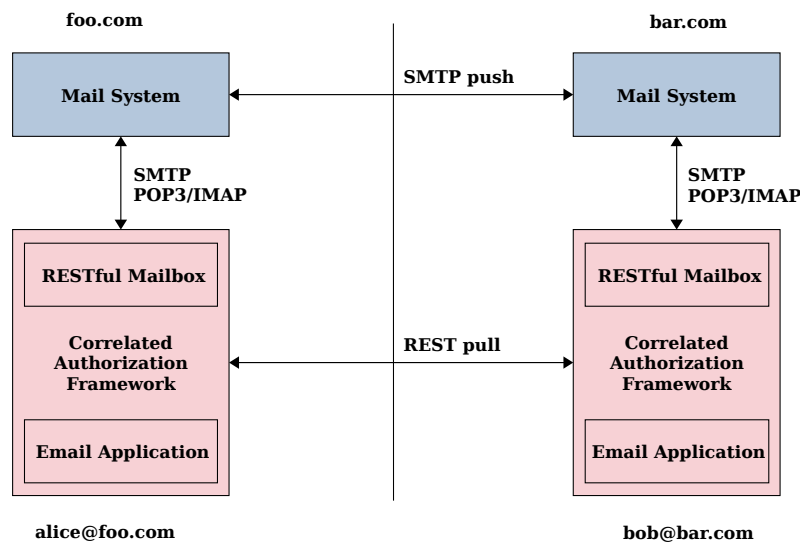 foo.com
bar.com
Mail System
SMTP push
Mail System
SMTP
POP3/IMAP
SMTP
POP3/IMAP
RESTful Mailbox
RESTful Mailbox
Correlated
Authorization
Framework
REST pull
Correlated
Authorization
Framework
Email Application
Email Application
alice@foo.com
bob@bar.com